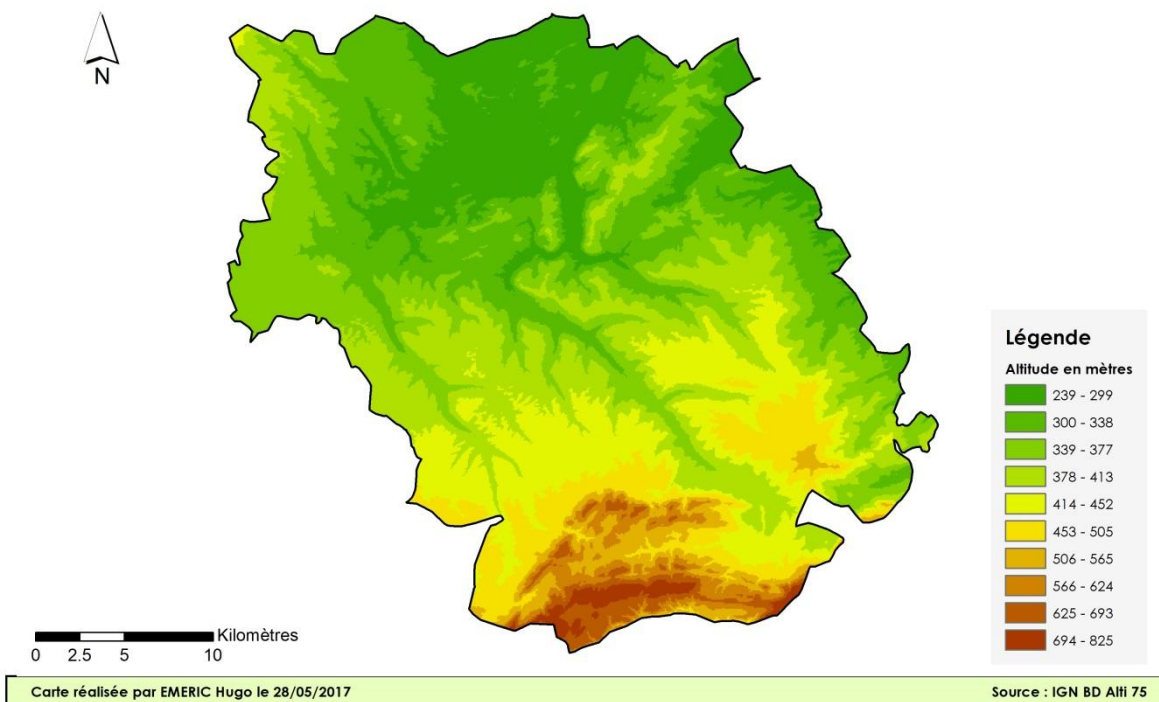 N
Légende
Altitude en mètres
239 - 299
300 - 338
339 - 377
378 - 413
414 - 452
453 - 505
506 - 565
566 - 624
625 - 693
694 - 825
Kilomètres
0 2.5 5 10
Carte réalisée par EMERIC Hugo le 28/05/2017
Source : IGN BD Alti 75